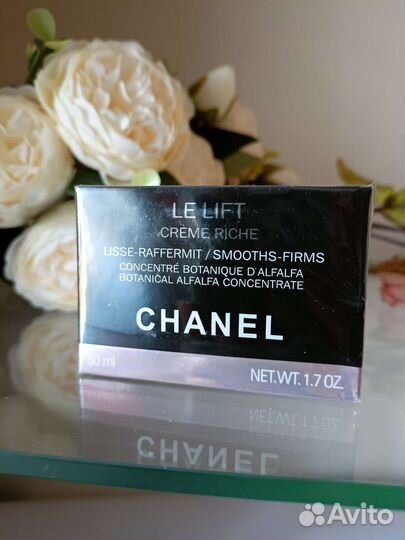 LE LIFT
CRÈME RICHE
LISSE-RAFFERMIT / SMOOTHS-FIRMS
CONCENTRÉ BOTANIQUE D'ALFALFA
BOTANICAL ALFALFA CONCENTRATE
CHANEL
50 ml NET.WT. 1.7 OZ.
Avito